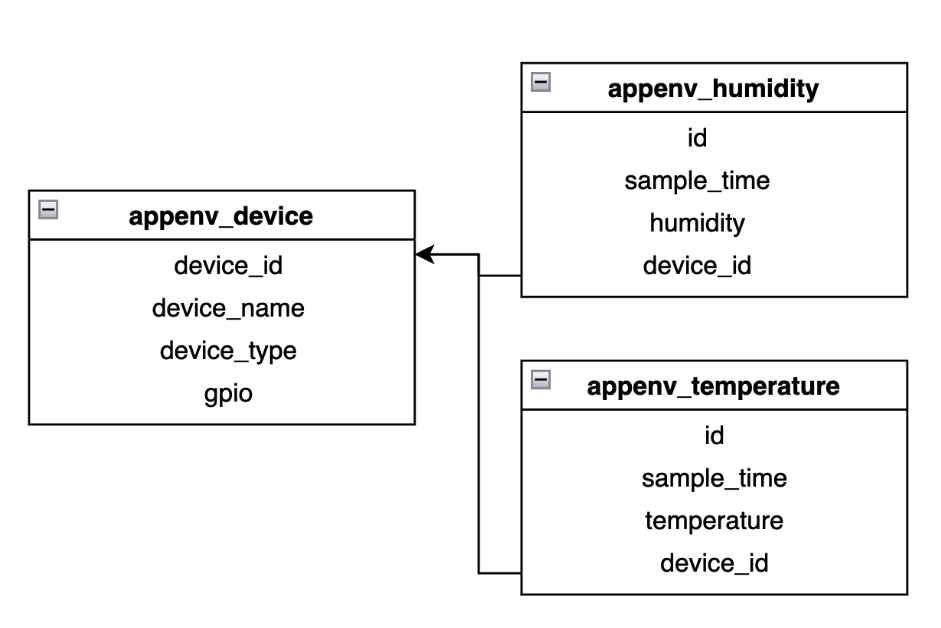 appenv_device
device_id
device_name
device_type
gpio
appenv_humidity
id
sample_time
humidity
device_id
appenv_temperature
id
sample_time
temperature
device_id